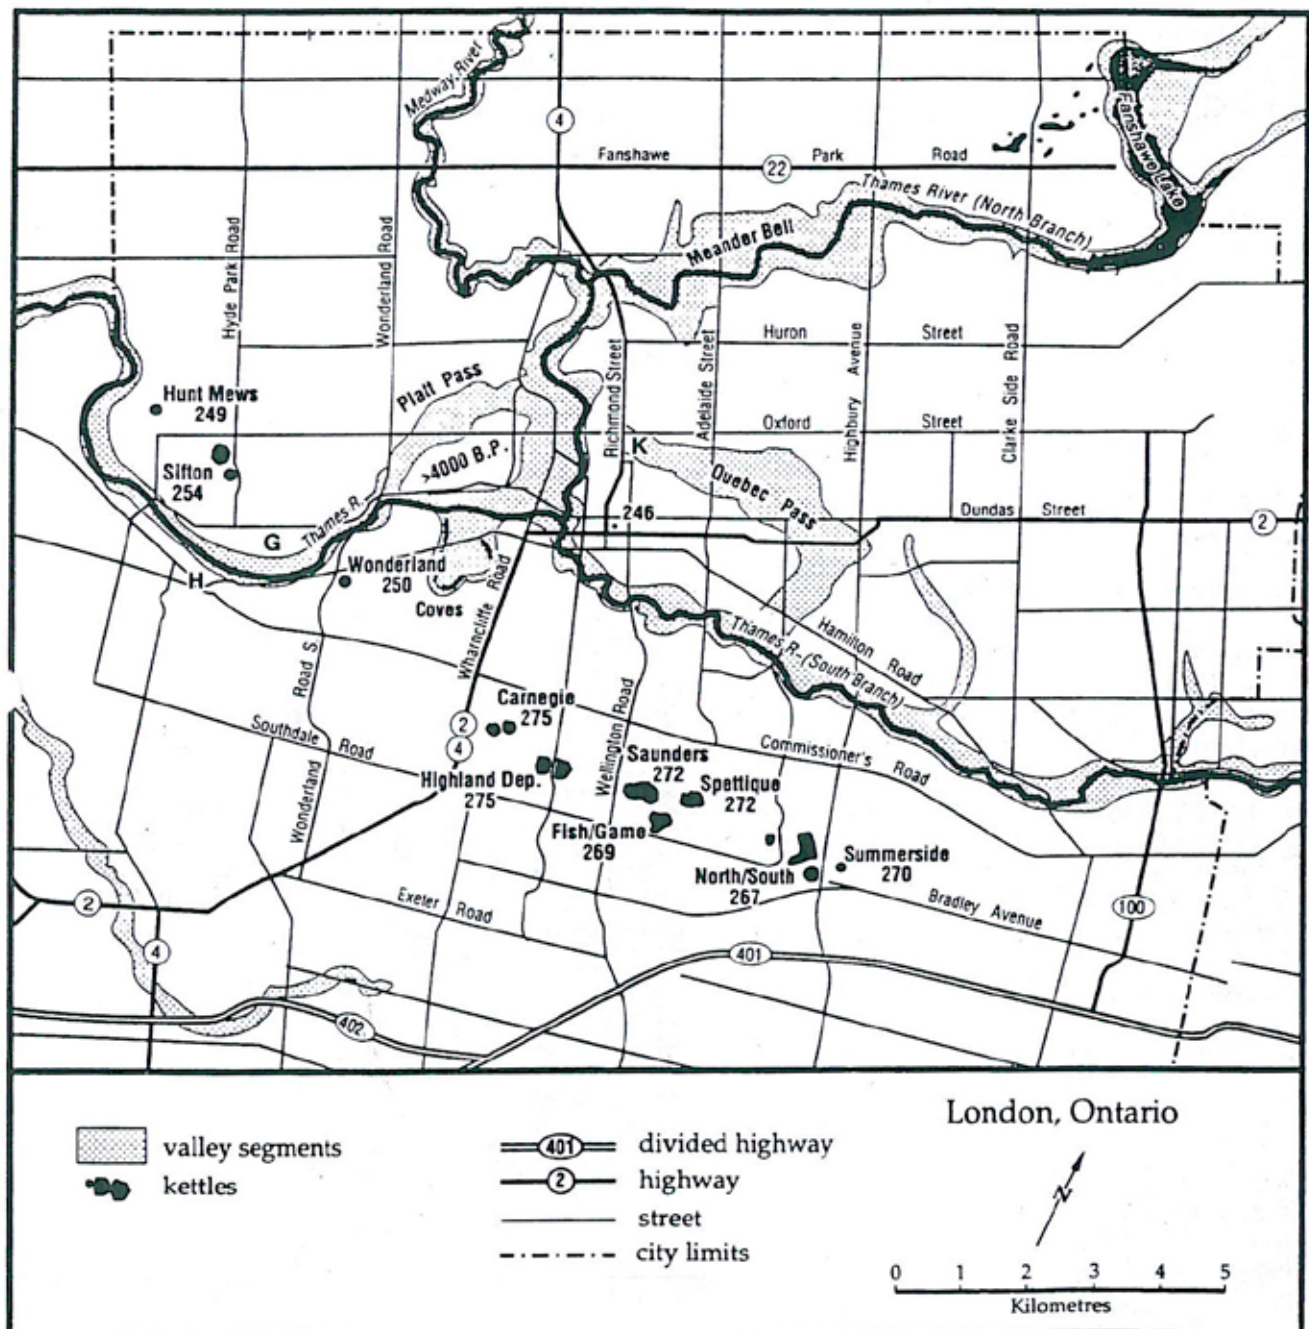 Medway River
4
Fanshawe Park Road
22
Fanshawe Lake
Thames River (North Branch)
Meander Belt
Hyde Park Road
Wonderland Road
Huron Street
Richmond Street
Adelaide Street
Highbury Avenue
Clarke Side Road
Platt Pass
Hunt Mews
249
Oxford Street
K
>4000 B.P.
Sifton
254
Quebec Pass
Thames R.
246
Dundas Street
2
G
H
Wonderland
250
Coves
Wharncliffe Road
Hamilton Road
Thames R. (South Branch)
Road S.
Wonderland
Carnegie
275
2
4
Southdale Road
Wellington Road
Commissioner's Road
Saunders
272
Spettique
272
Highland Dep.
275
Fish/Game
269
North/South
267
Summerside
270
Exeter Road
Bradley Avenue
100
2
4
401
402
valley segments
kettles
401 divided highway
2 highway
street
city limits
London, Ontario
N
0 1 2 3 4 5
Kilometres